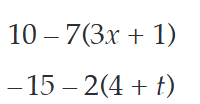 10 – 7(3x + 1)
– 15 – 2(4 + t)